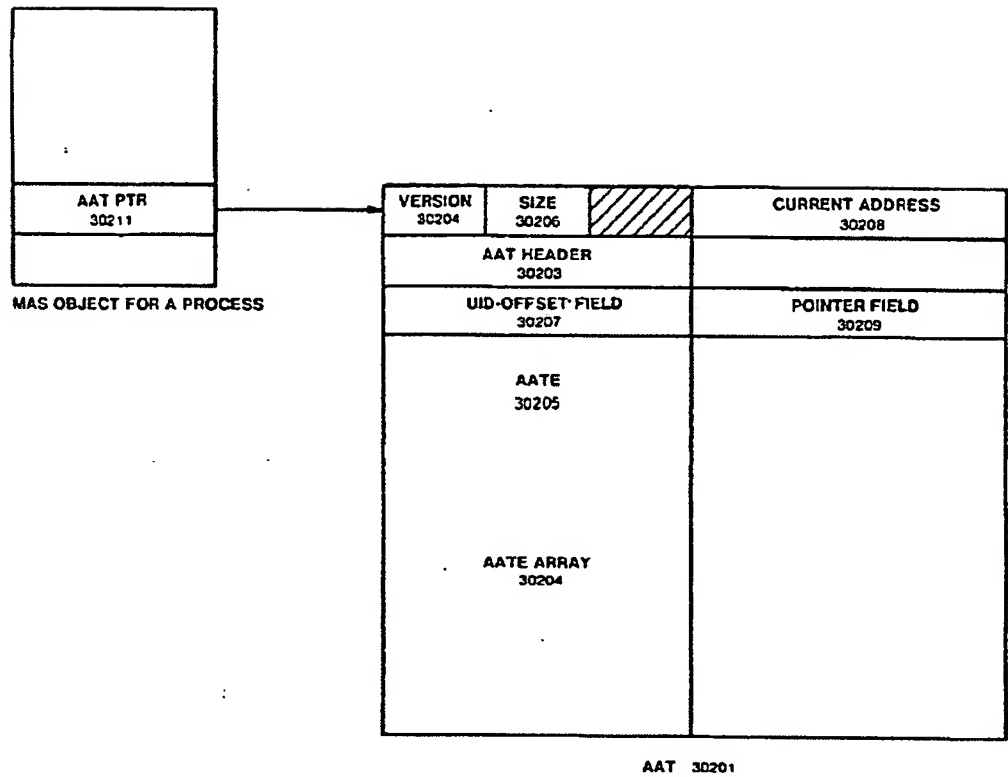 AAT PTR
30211
MAS OBJECT FOR A PROCESS
VERSION
30204
SIZE
30206
CURRENT ADDRESS
30208
AAT HEADER
30203
UID-OFFSET FIELD
30207
POINTER FIELD
30209
AATE
30205
AATE ARRAY
30204
AAT 30201